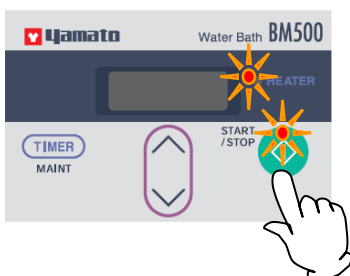 yamato
Water Bath BM500
HEATER
START
/STOP
TIMER
MAINT